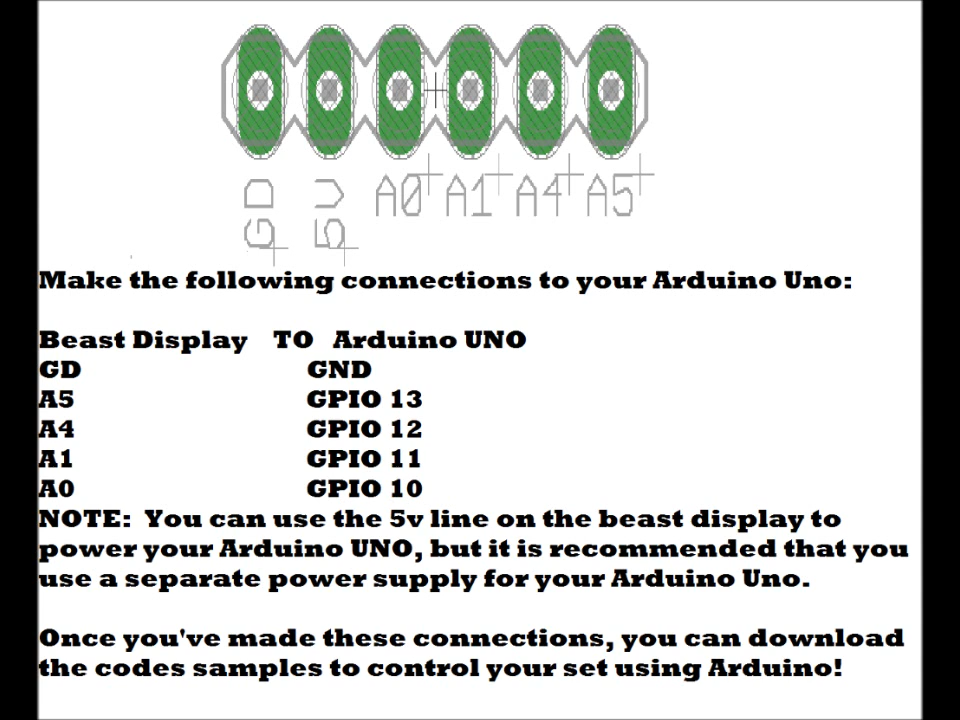 GD 5V A0 A1 A4 A5
Make the following connections to your Arduino Uno:
Beast Display TO Arduino UNO
GD GND
A5 GPIO 13
A4 GPIO 12
A1 GPIO 11
A0 GPIO 10
NOTE: You can use the 5v line on the beast display to
power your Arduino UNO, but it is recommended that you
use a separate power supply for your Arduino Uno.
Once you've made these connections, you can download
the codes samples to control your set using Arduino!